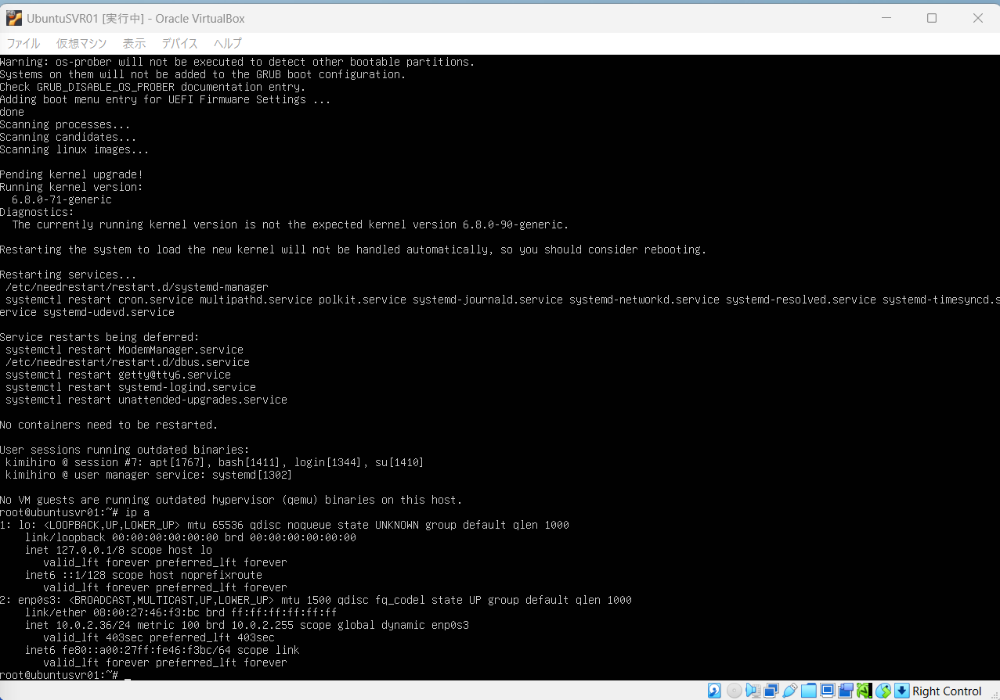 UbuntuSVR01 [実行中] - Oracle VirtualBox
ファイル 仮想マシン 表示 デバイス ヘルプ
Warning: os-prober will not be executed to detect other bootable partitions.
Systems on them will not be added to the GRUB boot configuration.
Check GRUB_DISABLE_OS_PROBER documentation entry.
Adding boot menu entry for UEFI Firmware Settings ...
done
Scanning processes...
Scanning candidates...
Scanning linux images...
Pending kernel upgrade!
Running kernel version:
  6.8.0-71-generic
Diagnostics:
  The currently running kernel version is not the expected kernel version 6.8.0-90-generic.
Restarting the system to load the new kernel will not be handled automatically, so you should consider rebooting.
Restarting services...
 /etc/needrestart/restart.d/systemd-manager
 systemctl restart cron.service multipathd.service polkit.service systemd-journald.service systemd-networkd.service systemd-resolved.service systemd-timesyncd.s
ervice systemd-udevd.service
Service restarts being deferred:
 systemctl restart ModemManager.service
 /etc/needrestart/restart.d/dbus.service
 systemctl restart getty@tty6.service
 systemctl restart systemd-logind.service
 systemctl restart unattended-upgrades.service
No containers need to be restarted.
User sessions running outdated binaries:
 kimihiro @ session #7: apt[1767], bash[1411], login[1344], su[1410]
 kimihiro @ user manager service: systemd[1302]
No VM guests are running outdated hypervisor (qemu) binaries on this host.
root@ubuntusvr01:~# ip a
1: lo: <LOOPBACK,UP,LOWER_UP> mtu 65536 qdisc noqueue state UNKNOWN group default qlen 1000
    link/loopback 00:00:00:00:00:00 brd 00:00:00:00:00:00
    inet 127.0.0.1/8 scope host lo
       valid_lft forever preferred_lft forever
    inet6 ::1/128 scope host noprefixroute
       valid_lft forever preferred_lft forever
2: enp0s3: <BROADCAST,MULTICAST,UP,LOWER_UP> mtu 1500 qdisc fq_codel state UP group default qlen 1000
    link/ether 08:00:27:46:f3:bc brd ff:ff:ff:ff:ff:ff
    inet 10.0.2.36/24 metric 100 brd 10.0.2.255 scope global dynamic enp0s3
       valid_lft 403sec preferred_lft 403sec
    inet6 fe80::a00:27ff:fe46:f3bc/64 scope link
       valid_lft forever preferred_lft forever
root@ubuntusvr01:~# _
Right Control